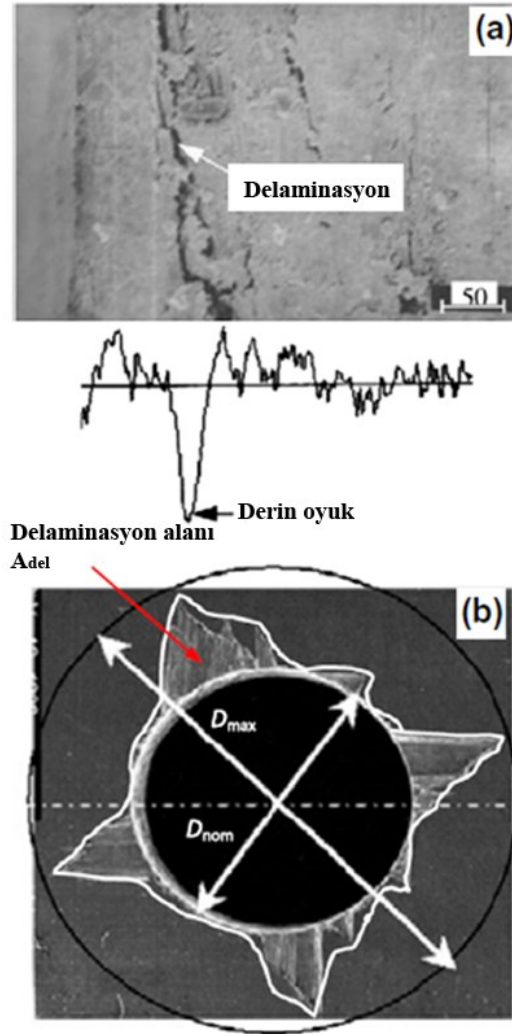 (a)
Delaminasyon
50
Derin oyuk
Delaminasyon alanı
Adel
(b)
Dmax
Dnom